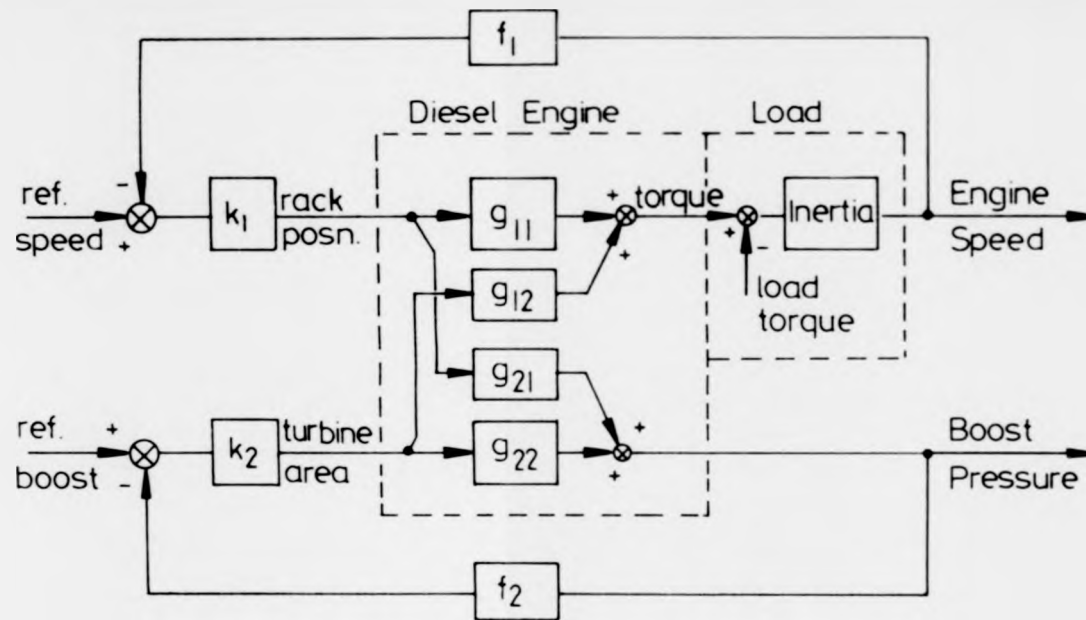 f1
Diesel Engine
Load
ref.
speed
-
+
k1
rack
posn.
g11
+
+
torque
+
-
Inertia
load
torque
Engine
Speed
g12
g21
ref.
boost
+
-
k2
turbine
area
g22
+
+
Boost
Pressure
f2